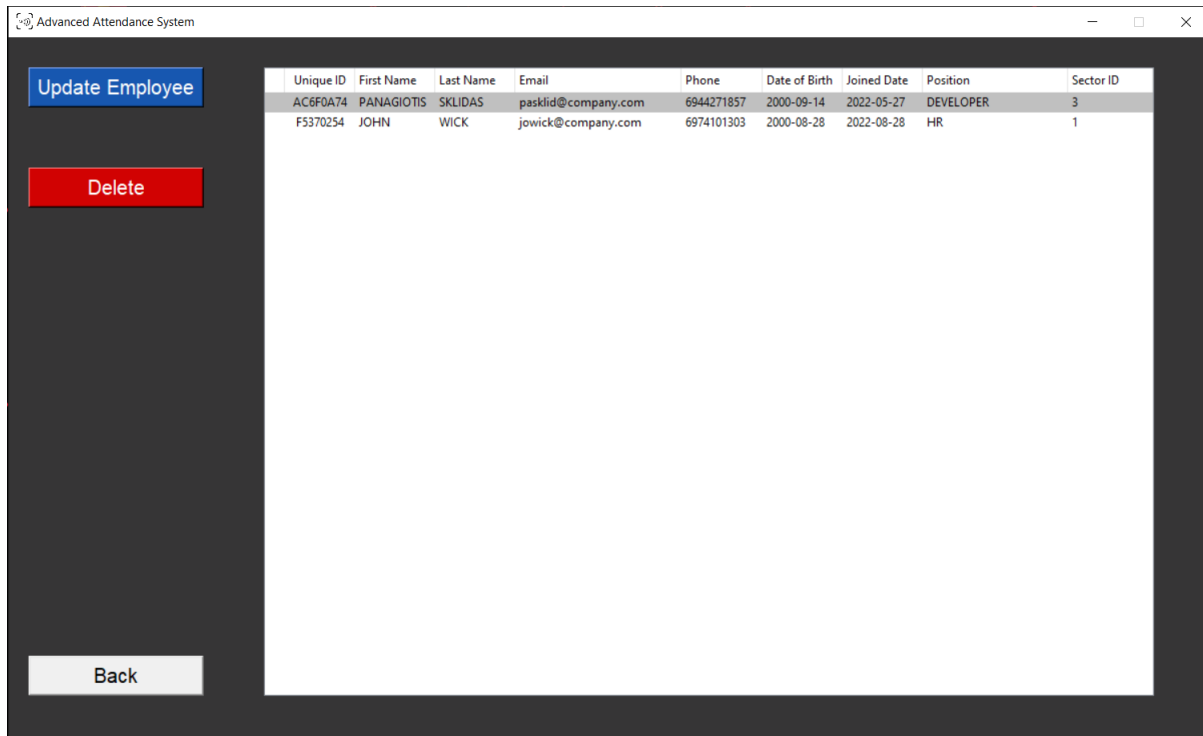 Advanced Attendance System
Update Employee
Delete
Back
Unique ID First Name Last Name Email Phone Date of Birth Joined Date Position Sector ID
AC6F0A74 PANAGIOTIS SKLIDAS pasklid@company.com 6944271857 2000-09-14 2022-05-27 DEVELOPER 3
F5370254 JOHN WICK jowick@company.com 6974101303 2000-08-28 2022-08-28 HR 1